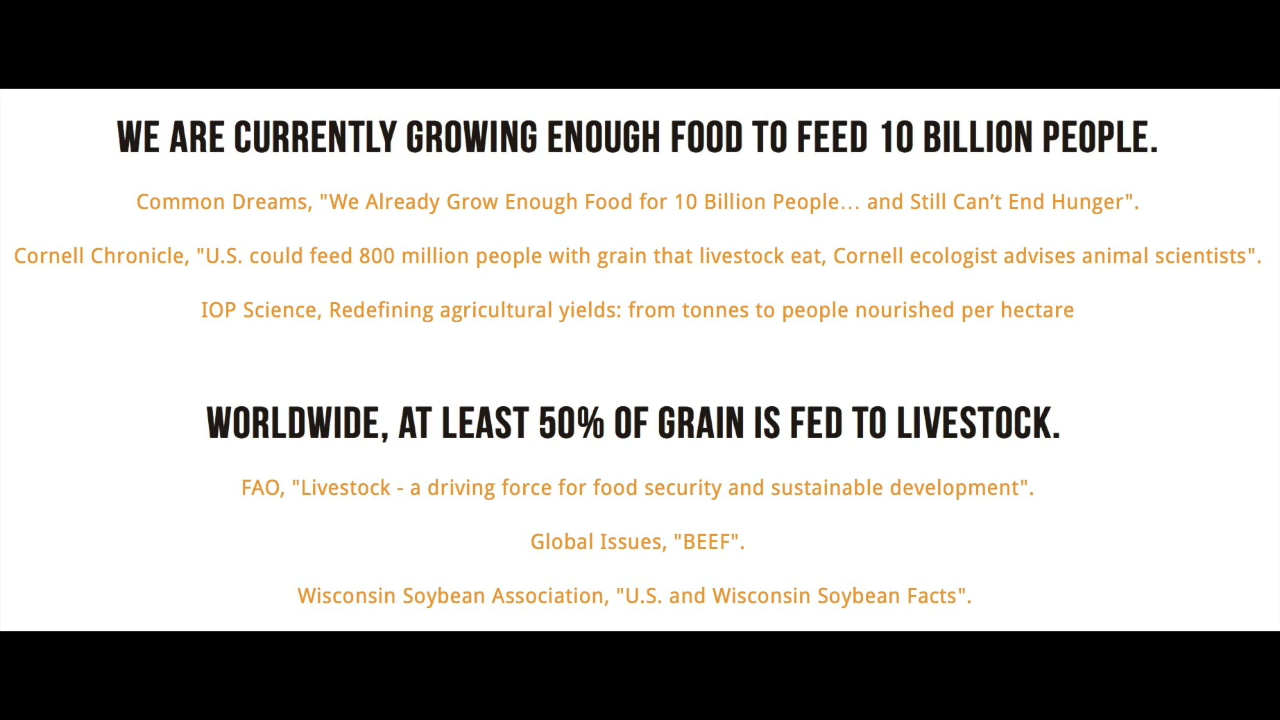 WE ARE CURRENTLY GROWING ENOUGH FOOD TO FEED 10 BILLION PEOPLE.
Common Dreams, "We Already Grow Enough Food for 10 Billion People… and Still Can’t End Hunger".
Cornell Chronicle, "U.S. could feed 800 million people with grain that livestock eat, Cornell ecologist advises animal scientists".
IOP Science, Redefining agricultural yields: from tonnes to people nourished per hectare
WORLDWIDE, AT LEAST 50% OF GRAIN IS FED TO LIVESTOCK.
FAO, "Livestock - a driving force for food security and sustainable development".
Global Issues, "BEEF".
Wisconsin Soybean Association, "U.S. and Wisconsin Soybean Facts".